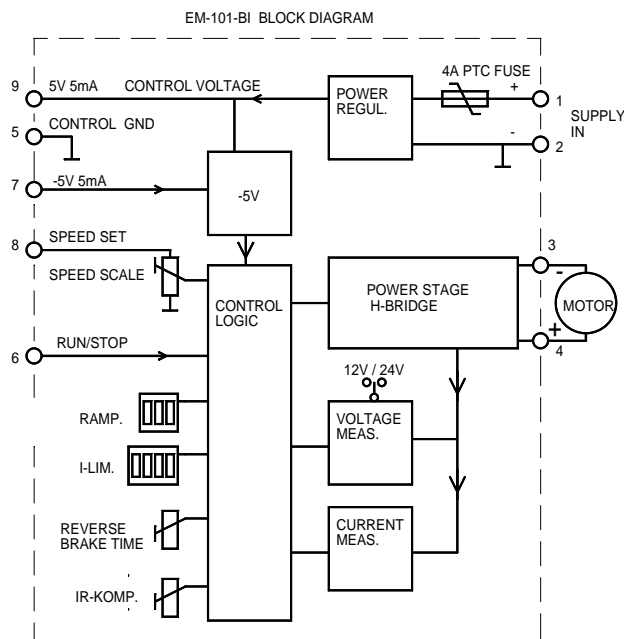 EM-101-BI BLOCK DIAGRAM
4A PTC FUSE
9
5V 5mA
CONTROL VOLTAGE
POWER
REGUL.
+
1
SUPPLY
IN
5
CONTROL GND
-
2
7
-5V 5mA
-5V
8
SPEED SET
SPEED SCALE
CONTROL
LOGIC
POWER STAGE
H-BRIDGE
3
-
MOTOR
+
4
6
RUN/STOP
12V / 24V
RAMP.
VOLTAGE
MEAS.
I-LIM.
REVERSE
BRAKE TIME
CURRENT
MEAS.
IR-KOMP.